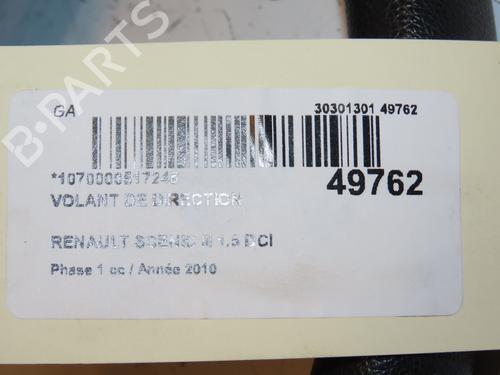 GA
30301301 49762
*1070000517246
49762
VOLANT DE DIRECTION
RENAULT SCENIC III 1.5 DCI
Phase 1 cc / Année 2010
B-PARTS